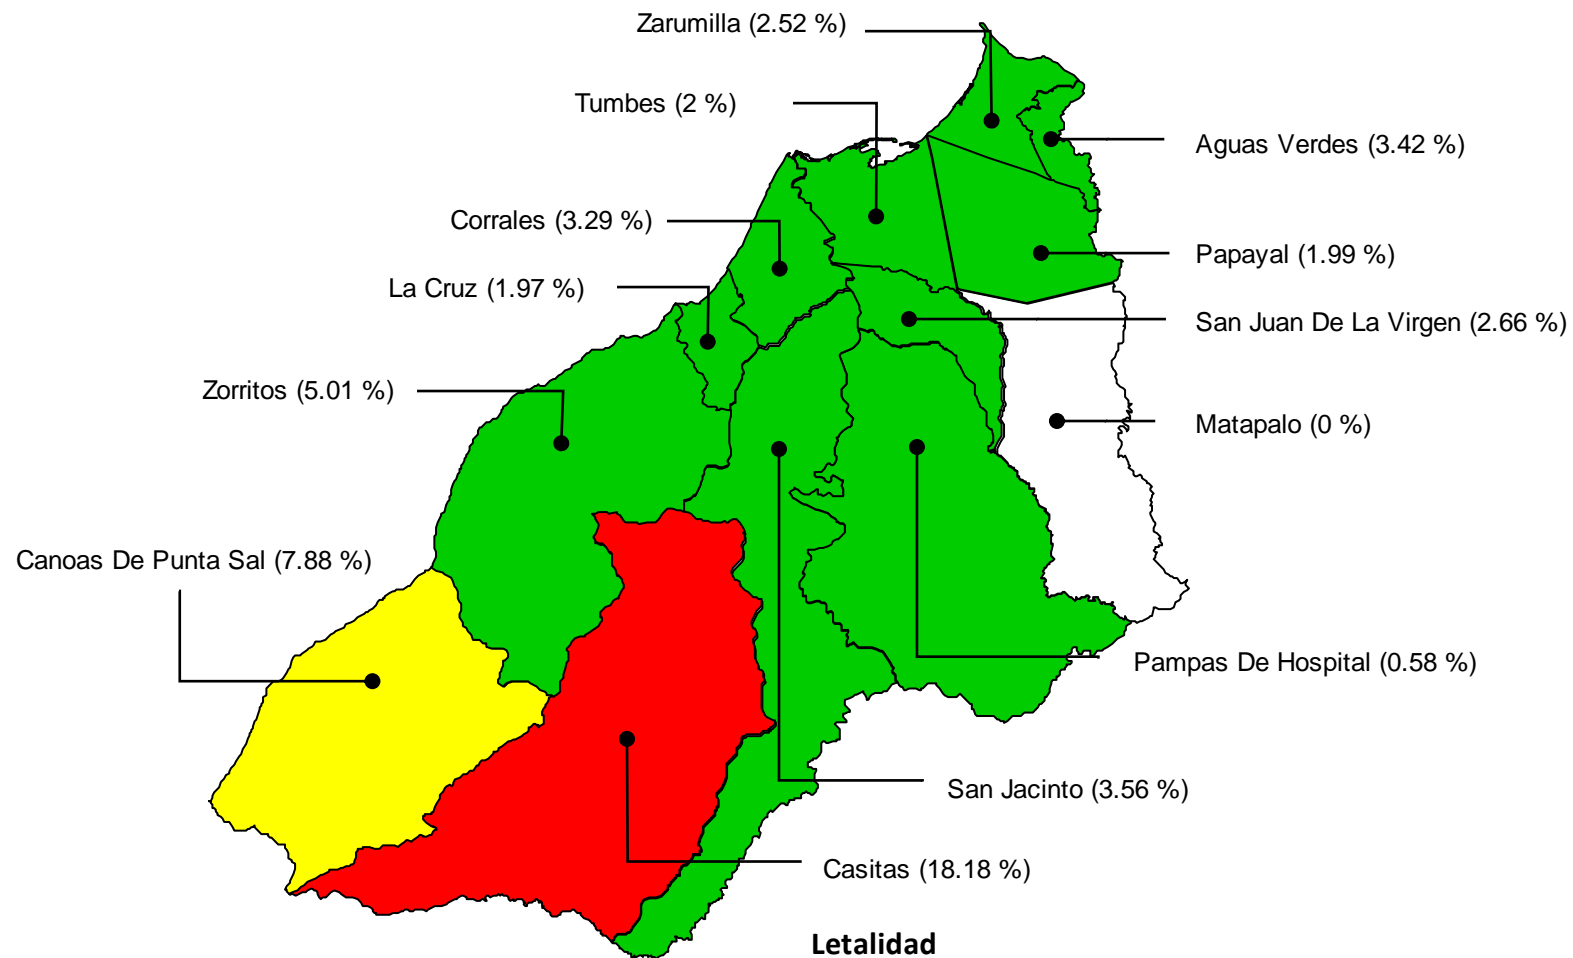 Zarumilla (2.52 %)
Tumbes (2 %)
Aguas Verdes (3.42 %)
Corrales (3.29 %)
Papayal (1.99 %)
La Cruz (1.97 %)
San Juan De La Virgen (2.66 %)
Zorritos (5.01 %)
Matapalo (0 %)
Canoas De Punta Sal (7.88 %)
Pampas De Hospital (0.58 %)
San Jacinto (3.56 %)
Casitas (18.18 %)
Letalidad